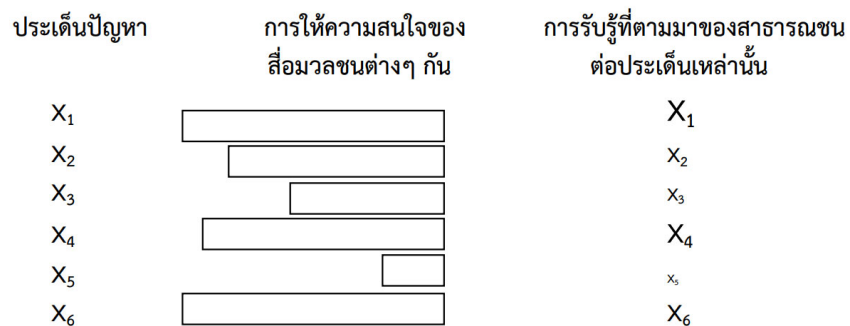 ประเด็นปัญหา การให้ความสนใจของ การรับรู้ที่ตามมาของสาธารณชน
สื่อมวลชนต่างๆ กัน ต่อประเด็นเหล่านั้น
X₁ X₁
X₂ X₂
X₃ X₃
X₄ X₄
X₅ X₅
X₆ X₆